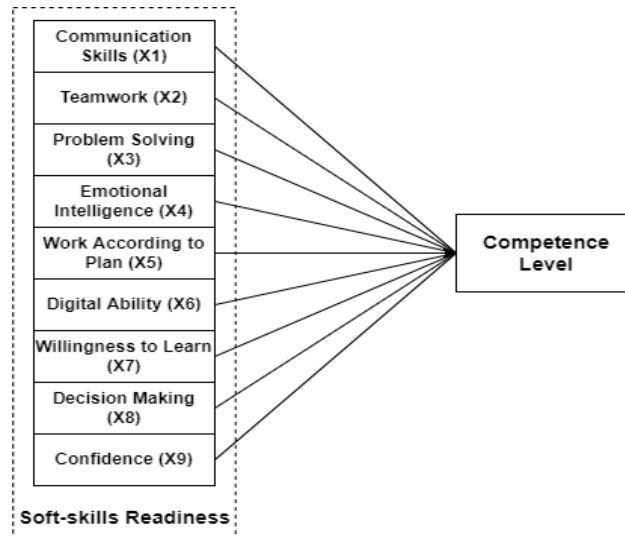 Communication
Skills (X1)
Teamwork (X2)
Problem Solving
(X3)
Emotional
Intelligence (X4)
Work According to
Plan (X5)
Digital Ability (X6)
Willingness to Learn
(X7)
Decision Making
(X8)
Confidence (X9)
Soft-skills Readiness
Competence
Level